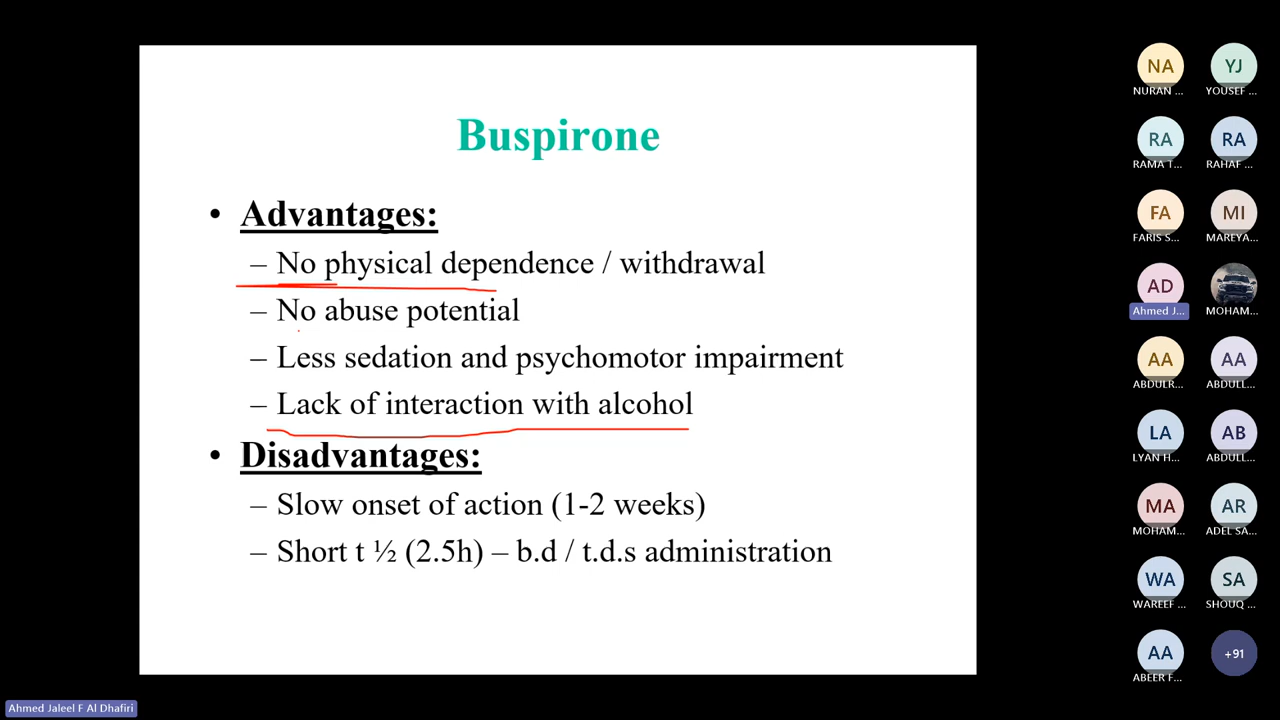 Buspirone
• Advantages:
– No physical dependence / withdrawal
– No abuse potential
– Less sedation and psychomotor impairment
– Lack of interaction with alcohol
• Disadvantages:
– Slow onset of action (1-2 weeks)
– Short t ½ (2.5h) – b.d / t.d.s administration
NA YJ
NURAN ... YOUSEF ...
RA RA
RAMA T... RAHAF ...
FA MI
FARIS S... MAREYA...
AD
Ahmed J... MOHAM...
AA AA
ABDULR... ABDULL...
LA AB
LYAN H... ABDULL...
MA AR
MOHAM... ADEL SA...
WA SA
WAREEF ... SHOUQ ...
AA +91
ABEER F...
Ahmed Jaleel F Al Dhafiri